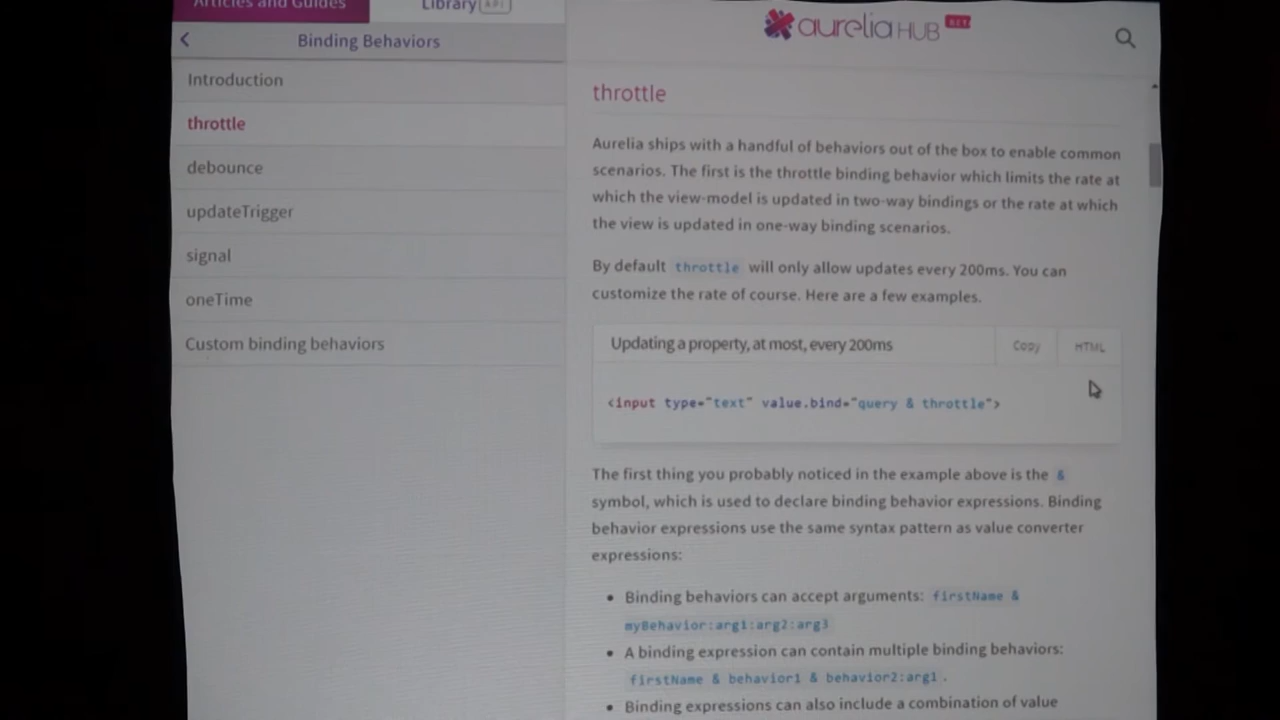 Articles and Guides
Library API
Binding Behaviors
Introduction
throttle
debounce
updateTrigger
signal
oneTime
Custom binding behaviors
aurelia HUB
throttle
Aurelia ships with a handful of behaviors out of the box to enable common
scenarios. The first is the throttle binding behavior which limits the rate at
which the view-model is updated in two-way bindings or the rate at which
the view is updated in one-way binding scenarios.
By default throttle will only allow updates every 200ms. You can
customize the rate of course. Here are a few examples.
Updating a property, at most, every 200ms
Copy
HTML
<input type="text" value.bind="query & throttle">
The first thing you probably noticed in the example above is the &
symbol, which is used to declare binding behavior expressions. Binding
behavior expressions use the same syntax pattern as value converter
expressions:
• Binding behaviors can accept arguments: firstName &
myBehavior:arg1:arg2:arg3
• A binding expression can contain multiple binding behaviors:
firstName & behavior1 & behavior2:arg1.
• Binding expressions can also include a combination of value